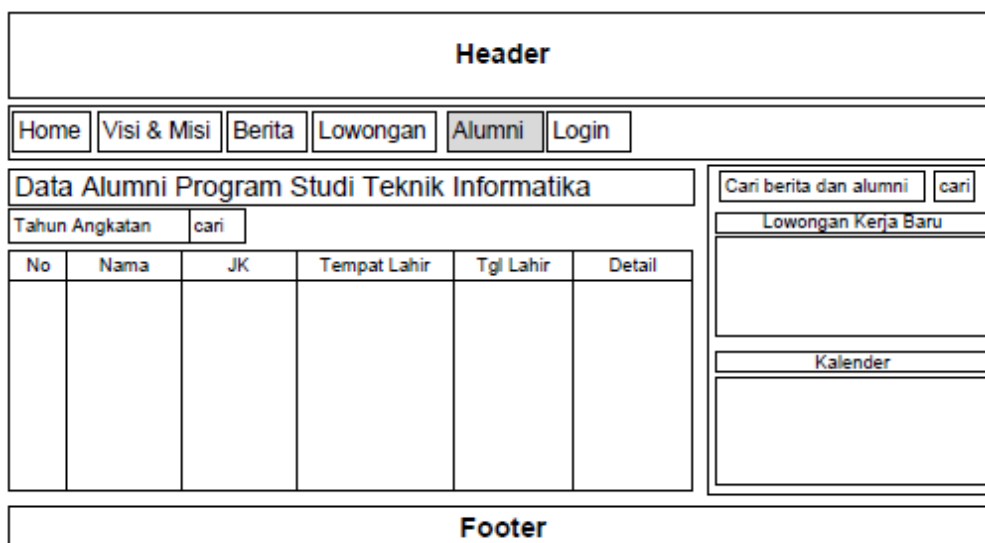 Header
Home Visi & Misi Berita Lowongan Alumni Login
Data Alumni Program Studi Teknik Informatika
Tahun Angkatan cari
No Nama JK Tempat Lahir Tgl Lahir Detail
Cari berita dan alumni cari
Lowongan Kerja Baru
Kalender
Footer